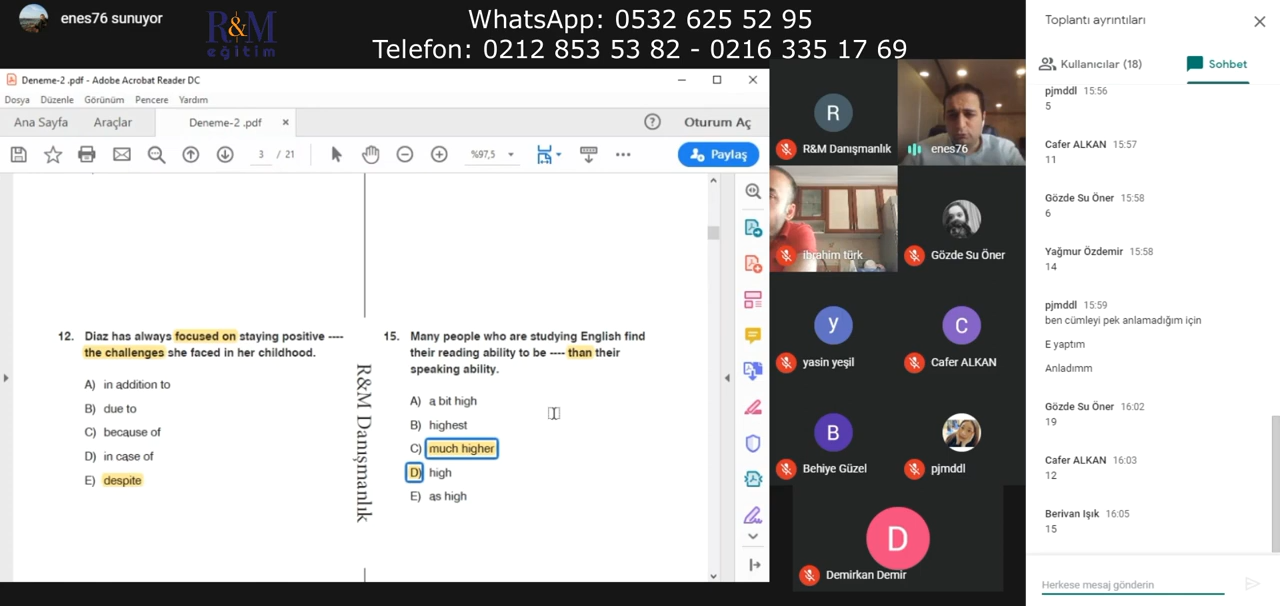 enes76 sunuyor
R&M
eğitim
WhatsApp: 0532 625 52 95
Telefon: 0212 853 53 82 - 0216 335 17 69
Deneme-2 .pdf - Adobe Acrobat Reader DC
Dosya Düzenle Görünüm Pencere Yardım
Ana Sayfa Araçlar Deneme-2 .pdf × Oturum Aç
3 / 21 %97,5 Paylaş
12. Diaz has always focused on staying positive ----
the challenges she faced in her childhood.
A) in addition to
B) due to
C) because of
D) in case of
E) despite
R&M Danışmanlık
15. Many people who are studying English find
their reading ability to be ---- than their
speaking ability.
A) a bit high
B) highest
C) much higher
D) high
E) as high
R
R&M Danışmanlık
enes76
ibrahim türk
Gözde Su Öner
y
yasin yeşil
C
Cafer ALKAN
B
Behiye Güzel
pjmddl
D
Demirkan Demir
Toplantı ayrıntıları
Kullanıcılar (18) Sohbet
pjmddl 15:56
5
Cafer ALKAN 15:57
11
Gözde Su Öner 15:58
6
Yağmur Özdemir 15:58
14
pjmddl 15:59
ben cümleyi pek anlamadığım için
E yaptım
Anladımm
Gözde Su Öner 16:02
19
Cafer ALKAN 16:03
12
Berivan Işık 16:05
15
Herkese mesaj gönderin